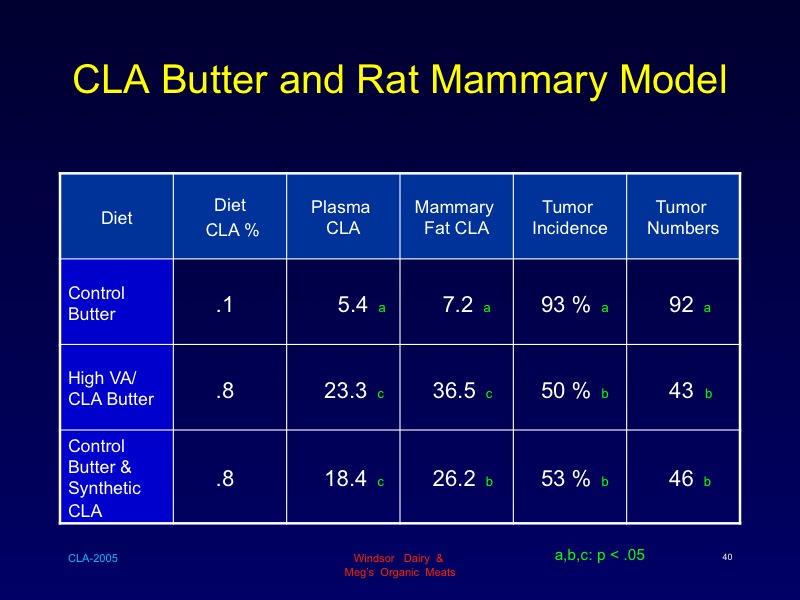 CLA Butter and Rat Mammary Model
Diet
Diet
CLA %
Plasma
CLA
Mammary
Fat CLA
Tumor
Incidence
Tumor
Numbers
Control
Butter
.1
5.4 a
7.2 a
93 % a
92 a
High VA/
CLA Butter
.8
23.3 c
36.5 c
50 % b
43 b
Control
Butter &
Synthetic
CLA
.8
18.4 c
26.2 b
53 % b
46 b
CLA-2005
Windsor Dairy &
Meg's Organic Meats
a,b,c: p < .05
40